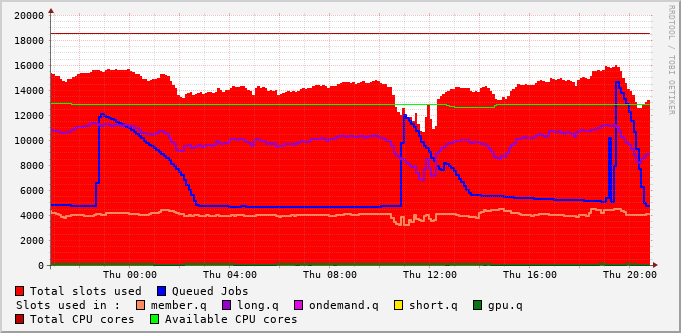 RRDTOOL / TOBI OETIKER
20000
18000
16000
14000
12000
10000
8000
6000
4000
2000
0
Thu 00:00 Thu 04:00 Thu 08:00 Thu 12:00 Thu 16:00 Thu 20:00
Total slots used Queued Jobs
Slots used in : member.q long.q ondemand.q short.q gpu.q
Total CPU cores Available CPU cores